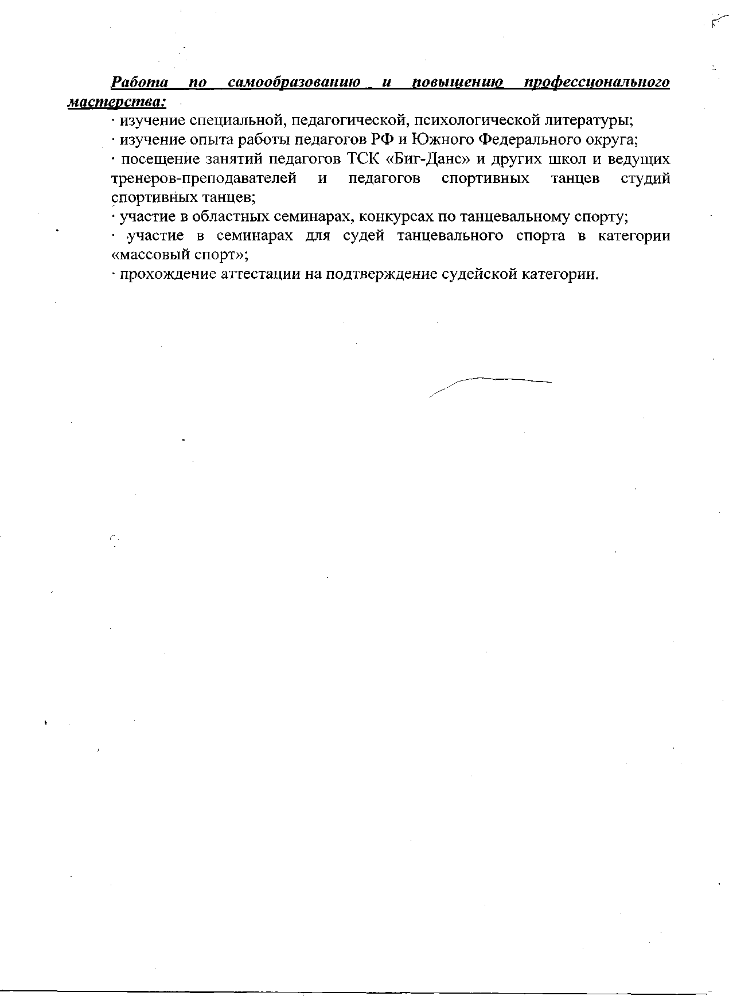 Работа по самообразованию и повышению профессионального
мастерства:
· изучение специальной, педагогической, психологической литературы;
· изучение опыта работы педагогов РФ и Южного Федерального округа;
· посещение занятий педагогов ТСК «Биг-Данс» и других школ и ведущих
тренеров-преподавателей и педагогов спортивных танцев студий
спортивных танцев;
· участие в областных семинарах, конкурсах по танцевальному спорту;
· участие в семинарах для судей танцевального спорта в категории
«массовый спорт»;
· прохождение аттестации на подтверждение судейской категории.